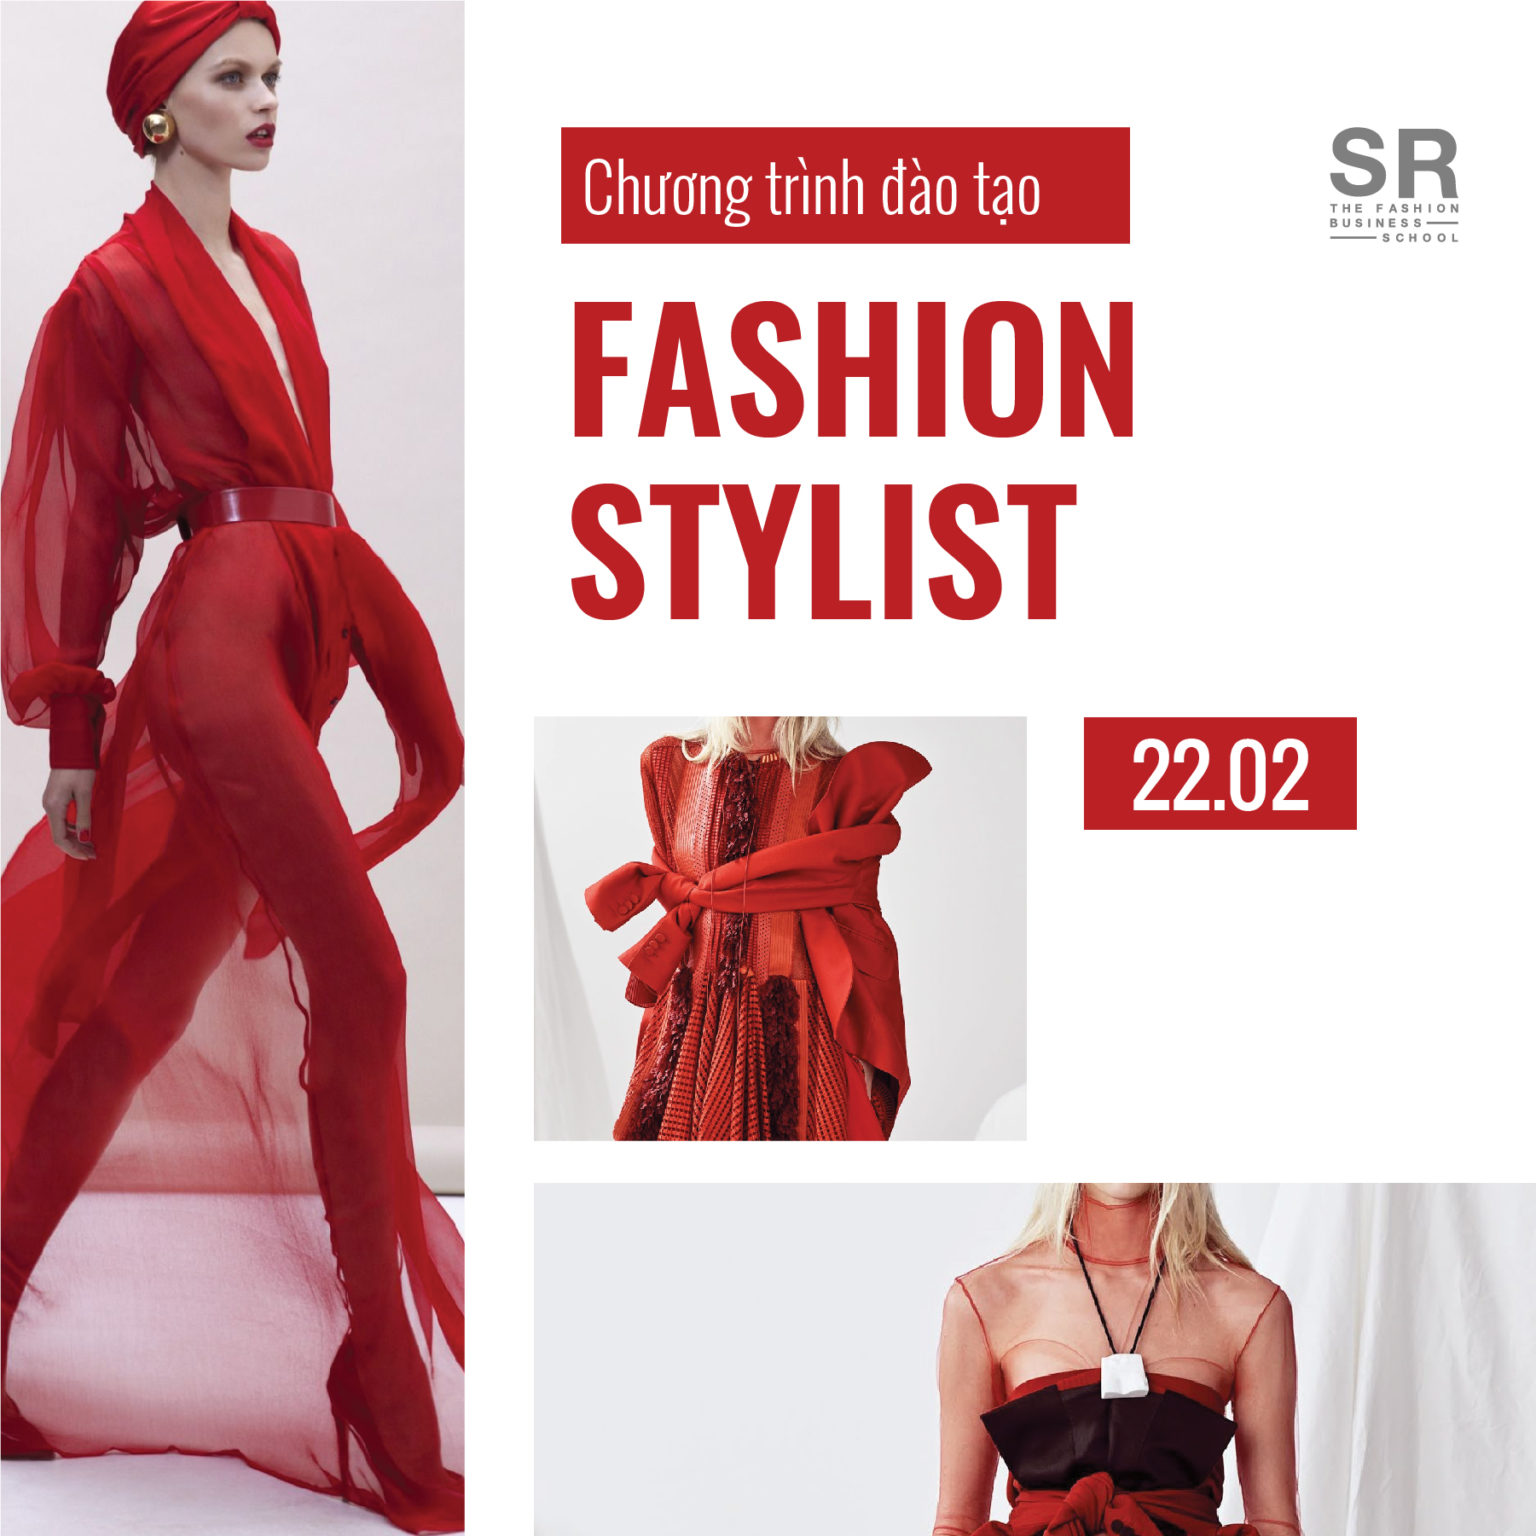 Chương trình đào tạo
SR
THE FASHION
BUSINESS
SCHOOL
FASHION
STYLIST
22.02